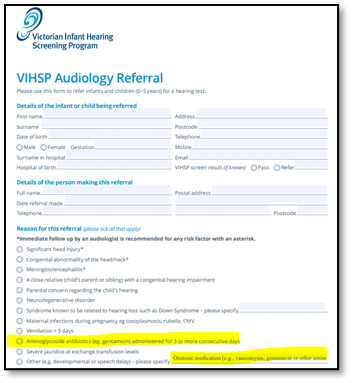 Victorian Infant Hearing
Screening Program
VIHSP Audiology Referral
Please use this form to refer infants and children (0–5 years) for a hearing test.
Details of the infant or child being referred
First name Address
Surname Postcode
Date of birth Telephone
Male Female Gestation Mobile
Surname in hospital Email
Hospital of birth VIHSP screen result (if known) Pass Refer
Details of the person making this referral
Full name Postal address
Date referral made
Telephone Postcode
Reason for this referral (please tick all that apply)
*Immediate follow up by an audiologist is recommended for any risk factor with an asterisk.
Significant head injury*
Congenital abnormality of the head/neck*
Meningitis/encephalitis*
A close relative (child's parent or sibling) with a congenital hearing impairment
Parental concern regarding the child's hearing
Neurodegenerative disorder
Syndrome known to be related to hearing loss such as Down Syndrome – please specify
Maternal infections during pregnancy eg toxoplasmosis, rubella, CMV
Ventilation > 5 days
Aminoglycoside antibiotics (eg. gentamicin) administered for 3 or more consecutive days
Severe jaundice at exchange transfusion levels
Ototoxic medication (e.g., vancomycin, gentamicin or other
Other (e.g. developmental or speech delay) – please specify